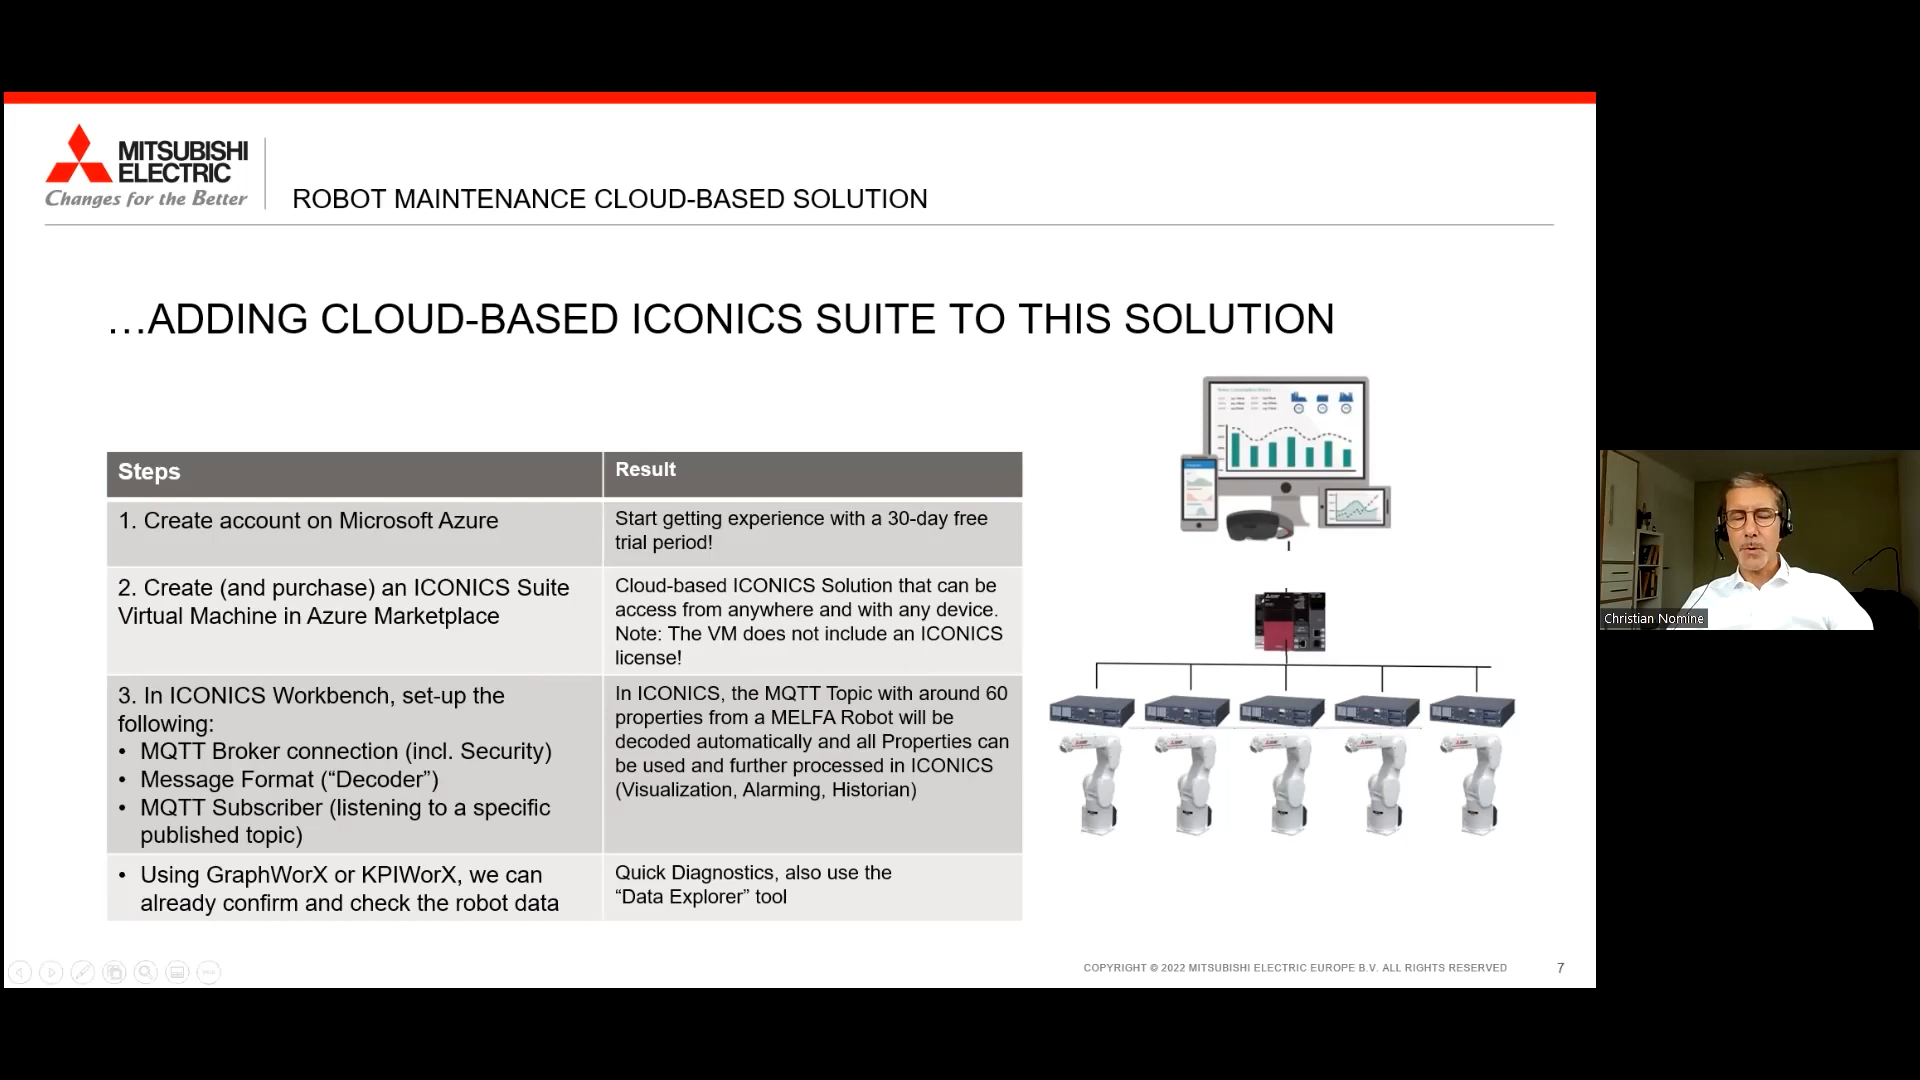 MITSUBISHI
ELECTRIC
Changes for the Better
ROBOT MAINTENANCE CLOUD-BASED SOLUTION
…ADDING CLOUD-BASED ICONICS SUITE TO THIS SOLUTION
Steps
Result
1. Create account on Microsoft Azure
Start getting experience with a 30-day free
trial period!
2. Create (and purchase) an ICONICS Suite
Virtual Machine in Azure Marketplace
Cloud-based ICONICS Solution that can be
access from anywhere and with any device.
Note: The VM does not include an ICONICS
license!
3. In ICONICS Workbench, set-up the
following:
• MQTT Broker connection (incl. Security)
• Message Format (“Decoder”)
• MQTT Subscriber (listening to a specific
published topic)
In ICONICS, the MQTT Topic with around 60
properties from a MELFA Robot will be
decoded automatically and all Properties can
be used and further processed in ICONICS
(Visualization, Alarming, Historian)
• Using GraphWorX or KPIWorX, we can
already confirm and check the robot data
Quick Diagnostics, also use the
“Data Explorer” tool
Christian Nomine
COPYRIGHT © 2022 MITSUBISHI ELECTRIC EUROPE B.V. ALL RIGHTS RESERVED
7